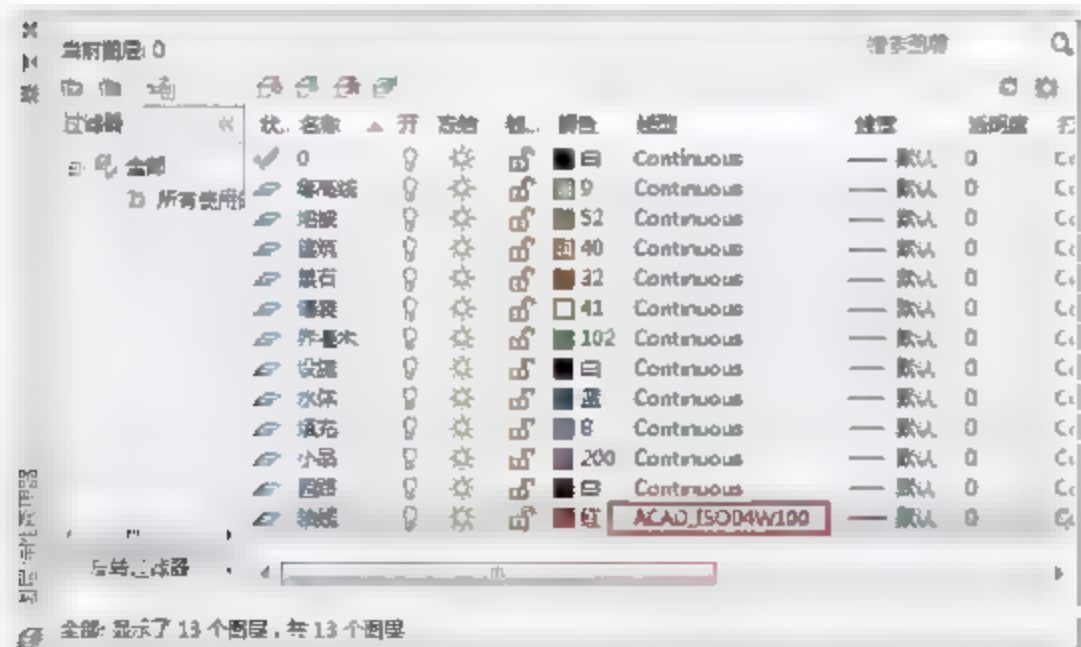 当前图层: 0
搜索图层
过滤器
状.. 名称 开 冻结 锁... 颜色 线型 线宽 透明度 打
全部
所有使用的
0 白 Continuous 默认 0
等高线 9 Continuous 默认 0
坡 52 Continuous 默认 0
建筑 40 Continuous 默认 0
景石 32 Continuous 默认 0
铺装 41 Continuous 默认 0
乔灌木 102 Continuous 默认 0
设施 白 Continuous 默认 0
水体 蓝 Continuous 默认 0
填充 8 Continuous 默认 0
小品 200 Continuous 默认 0
园路 白 Continuous 默认 0
轴线 红 ACAD_ISO04W100 默认 0
反转过滤器
全部: 显示了 13 个图层，共 13 个图层
图层特性管理器